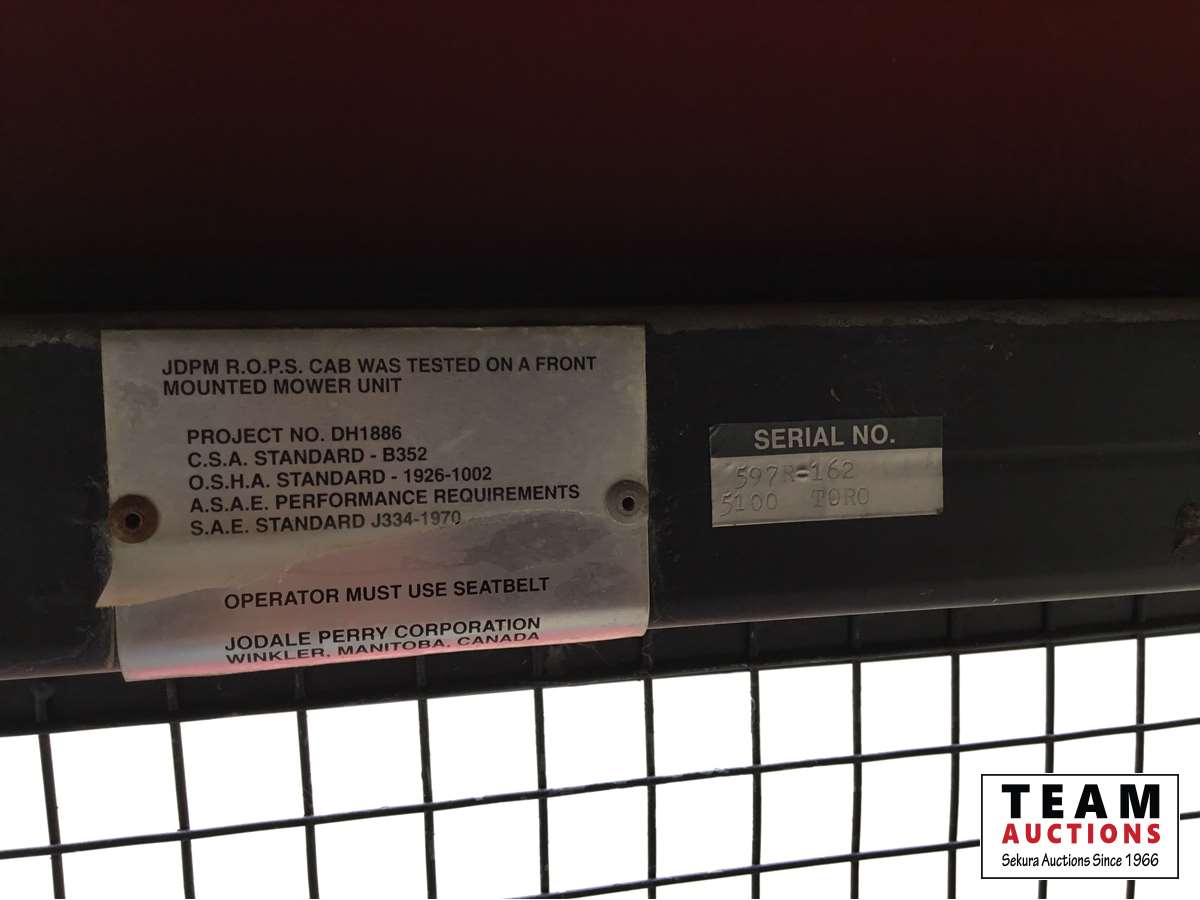 JDPM R.O.P.S. CAB WAS TESTED ON A FRONT
MOUNTED MOWER UNIT
PROJECT NO. DH1886
C.S.A. STANDARD - B352
O.S.H.A. STANDARD - 1926-1002
A.S.A.E. PERFORMANCE REQUIREMENTS
S.A.E. STANDARD J334-1970
OPERATOR MUST USE SEATBELT
JODALE PERRY CORPORATION
WINKLER, MANITOBA, CANADA
SERIAL NO.
597R-162
5100 TORO
TEAM
AUCTIONS
Sekura Auctions Since 1966